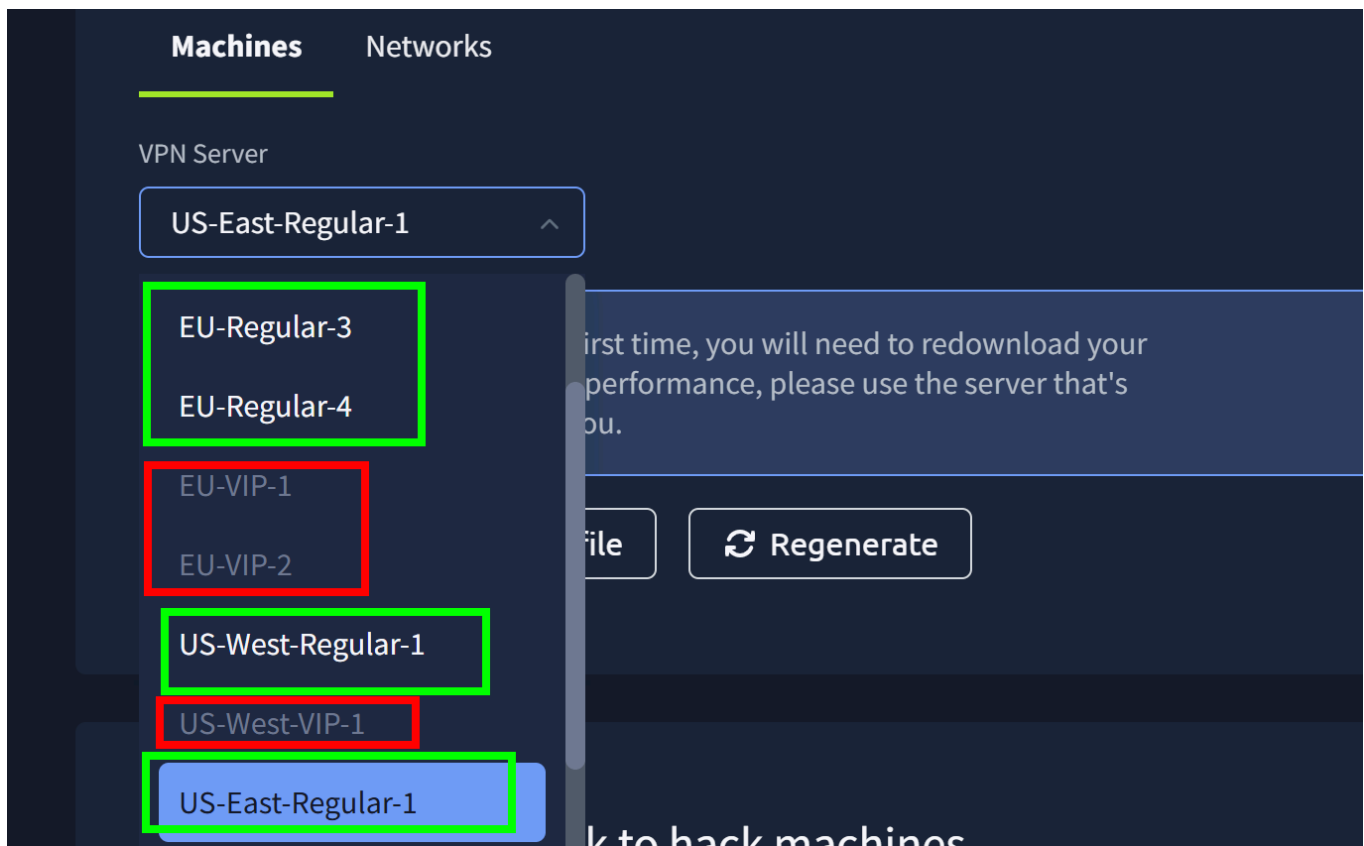 Machines Networks
VPN Server
US-East-Regular-1
EU-Regular-3
EU-Regular-4
EU-VIP-1
EU-VIP-2
US-West-Regular-1
US-West-VIP-1
US-East-Regular-1
irst time, you will need to redownload your
performance, please use the server that's
ou.
file Regenerate
k to hack machines